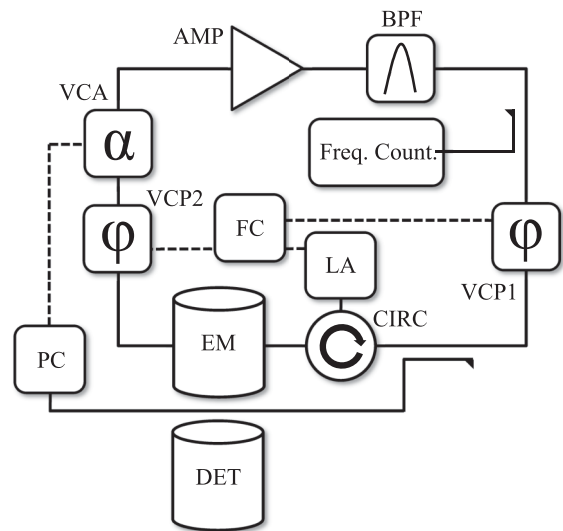 BPF
AMP
VCA
α
Freq. Count.
VCP2
φ
FC
φ
LA
VCP1
CIRC
EM
PC
DET